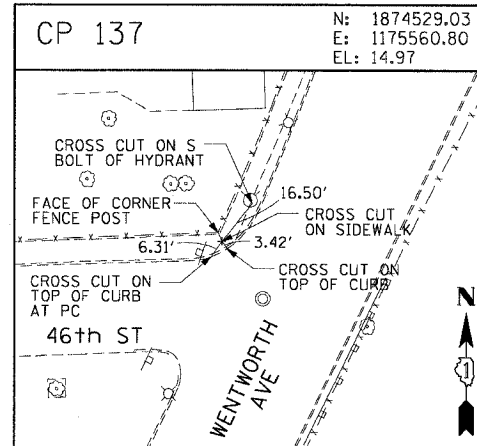 CP 137
N: 1874529.03
E: 1175560.80
EL: 14.97
CROSS CUT ON S
BOLT OF HYDRANT
16.50'
FACE OF CORNER
FENCE POST
CROSS CUT
ON SIDEWALK
6.31'
3.42'
CROSS CUT ON
TOP OF CURB
AT PC
CROSS CUT ON
TOP OF CURB
46th ST
WENTWORTH
AVE
N
1